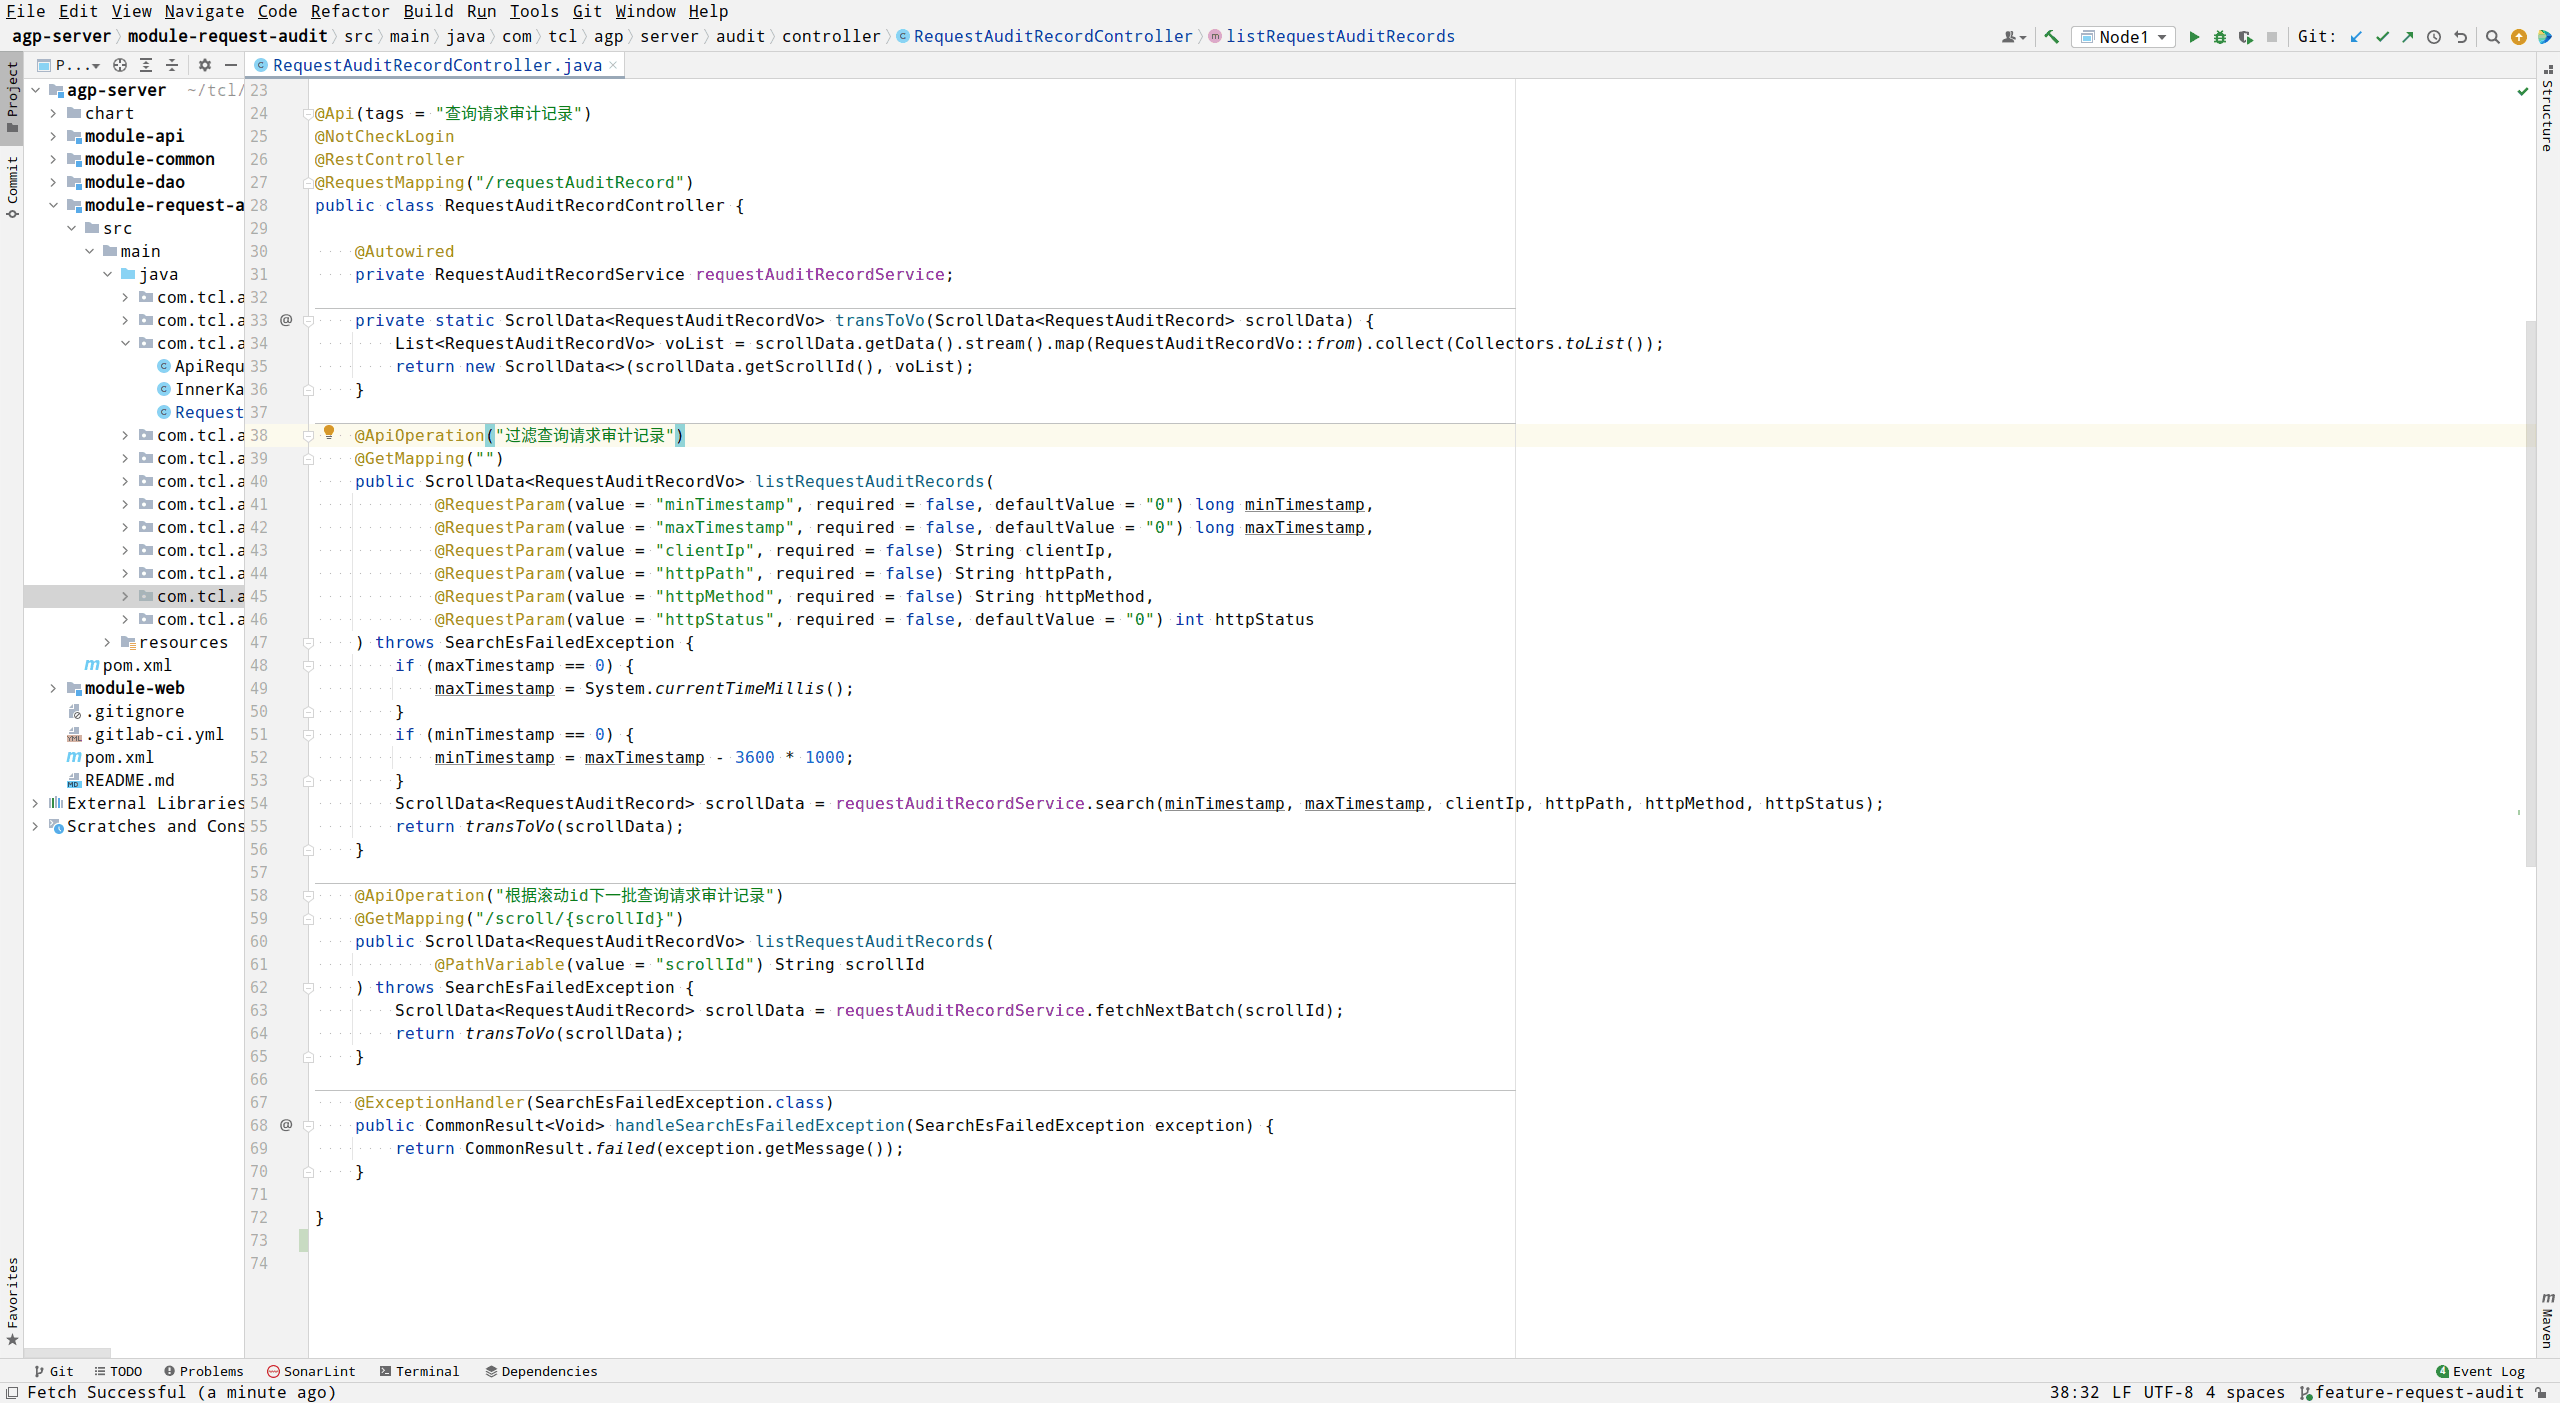 File Edit View Navigate Code Refactor Build Run Tools Git Window Help
agp-server module-request-audit src main java com tcl agp server audit controller RequestAuditRecordController listRequestAuditRecords Node1 Git:
P... RequestAuditRecordController.java
Project
Commit
Favorites
Structure
Maven
agp-server ~/tcl/
chart
module-api
module-common
module-dao
module-request-a
src
main
java
com.tcl.a
com.tcl.a
com.tcl.a
ApiRequ
InnerKa
Request
com.tcl.a
com.tcl.a
com.tcl.a
com.tcl.a
com.tcl.a
com.tcl.a
com.tcl.a
com.tcl.a
com.tcl.a
resources
pom.xml
module-web
.gitignore
.gitlab-ci.yml
pom.xml
README.md
External Libraries
Scratches and Cons
23
24 @Api(tags = "查询请求审计记录")
25 @NotCheckLogin
26 @RestController
27 @RequestMapping("/requestAuditRecord")
28 public class RequestAuditRecordController {
29
30 @Autowired
31 private RequestAuditRecordService requestAuditRecordService;
32
33 @ private static ScrollData<RequestAuditRecordVo> transToVo(ScrollData<RequestAuditRecord> scrollData) {
34 List<RequestAuditRecordVo> voList = scrollData.getData().stream().map(RequestAuditRecordVo::from).collect(Collectors.toList());
35 return new ScrollData<>(scrollData.getScrollId(), voList);
36 }
37
38 @ApiOperation("过滤查询请求审计记录")
39 @GetMapping("")
40 public ScrollData<RequestAuditRecordVo> listRequestAuditRecords(
41 @RequestParam(value = "minTimestamp", required = false, defaultValue = "0") long minTimestamp,
42 @RequestParam(value = "maxTimestamp", required = false, defaultValue = "0") long maxTimestamp,
43 @RequestParam(value = "clientIp", required = false) String clientIp,
44 @RequestParam(value = "httpPath", required = false) String httpPath,
45 @RequestParam(value = "httpMethod", required = false) String httpMethod,
46 @RequestParam(value = "httpStatus", required = false, defaultValue = "0") int httpStatus
47 ) throws SearchEsFailedException {
48 if (maxTimestamp == 0) {
49 maxTimestamp = System.currentTimeMillis();
50 }
51 if (minTimestamp == 0) {
52 minTimestamp = maxTimestamp - 3600 * 1000;
53 }
54 ScrollData<RequestAuditRecord> scrollData = requestAuditRecordService.search(minTimestamp, maxTimestamp, clientIp, httpPath, httpMethod, httpStatus);
55 return transToVo(scrollData);
56 }
57
58 @ApiOperation("根据滚动id下一批查询请求审计记录")
59 @GetMapping("/scroll/{scrollId}")
60 public ScrollData<RequestAuditRecordVo> listRequestAuditRecords(
61 @PathVariable(value = "scrollId") String scrollId
62 ) throws SearchEsFailedException {
63 ScrollData<RequestAuditRecord> scrollData = requestAuditRecordService.fetchNextBatch(scrollId);
64 return transToVo(scrollData);
65 }
66
67 @ExceptionHandler(SearchEsFailedException.class)
68 @ public CommonResult<Void> handleSearchEsFailedException(SearchEsFailedException exception) {
69 return CommonResult.failed(exception.getMessage());
70 }
71
72 }
73
74
Git TODO Problems SonarLint Terminal Dependencies 4 Event Log
Fetch Successful (a minute ago) 38:32 LF UTF-8 4 spaces feature-request-audit